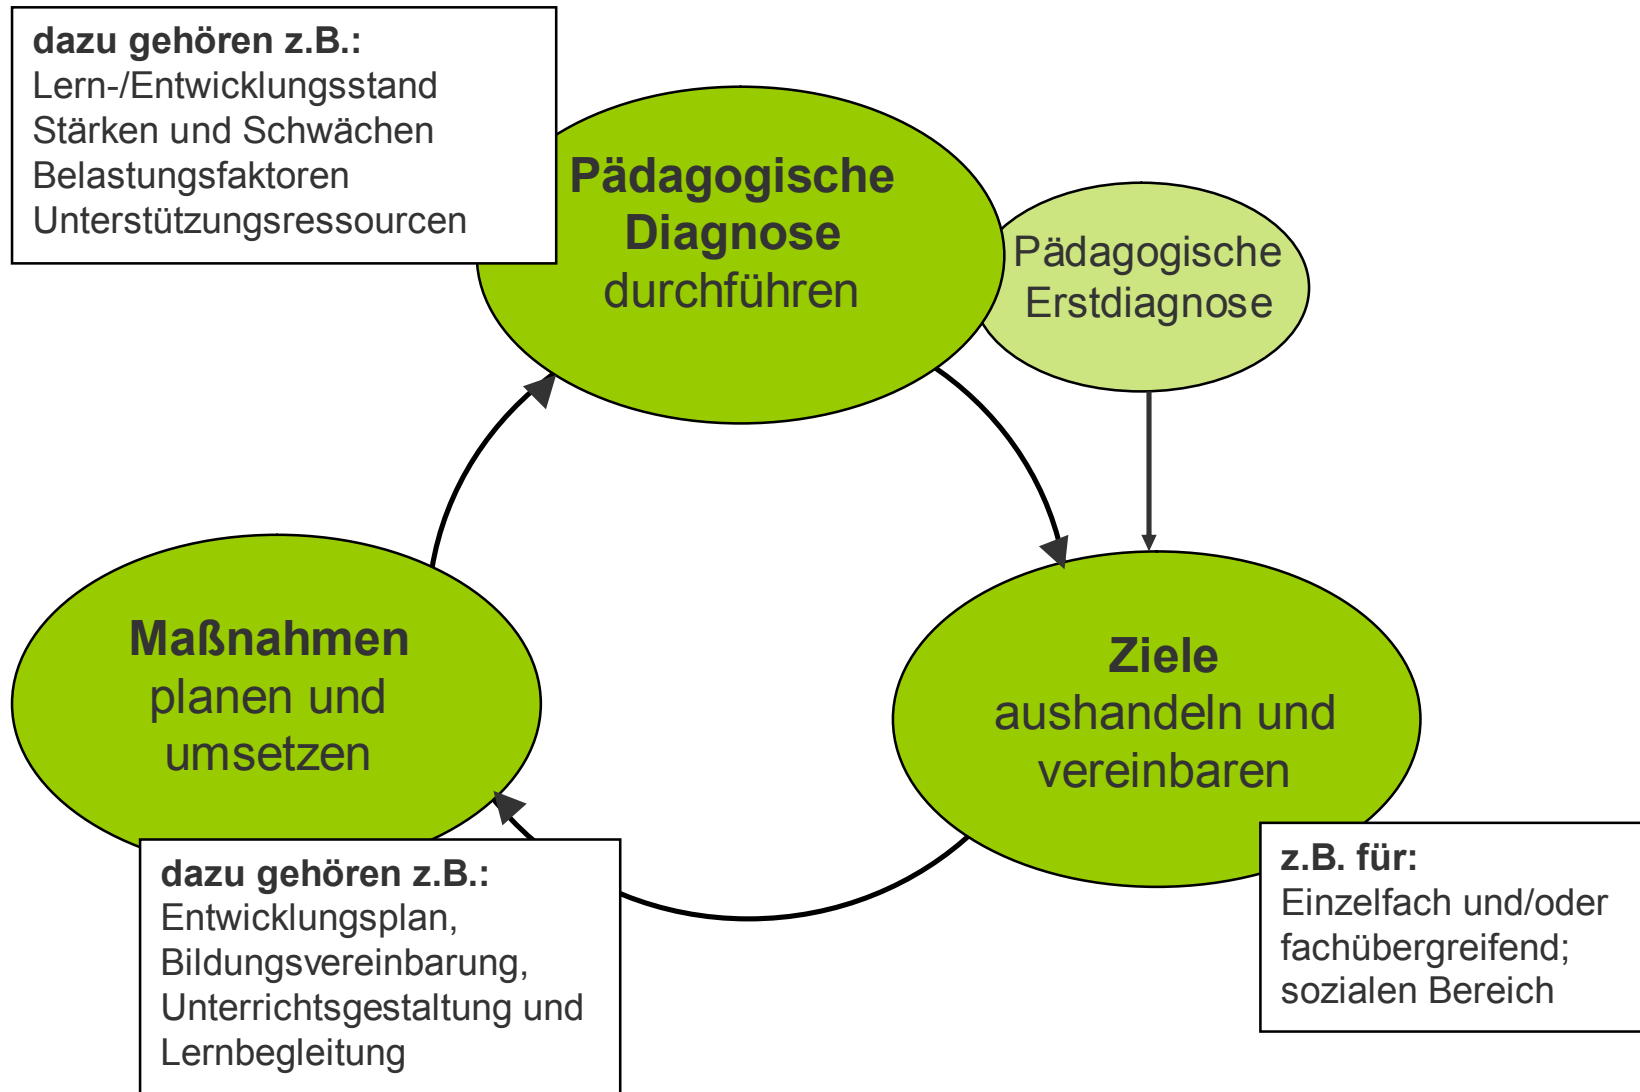 dazu gehören z.B.:
Lern-/Entwicklungsstand
Stärken und Schwächen
Belastungsfaktoren
Unterstützungsressourcen
Pädagogische
Diagnose
durchführen
Pädagogische
Erstdiagnose
Maßnahmen
planen und
umsetzen
Ziele
aushandeln und
vereinbaren
dazu gehören z.B.:
Entwicklungsplan,
Bildungsvereinbarung,
Unterrichtsgestaltung und
Lernbegleitung
z.B. für:
Einzelfach und/oder
fachübergreifend;
sozialen Bereich